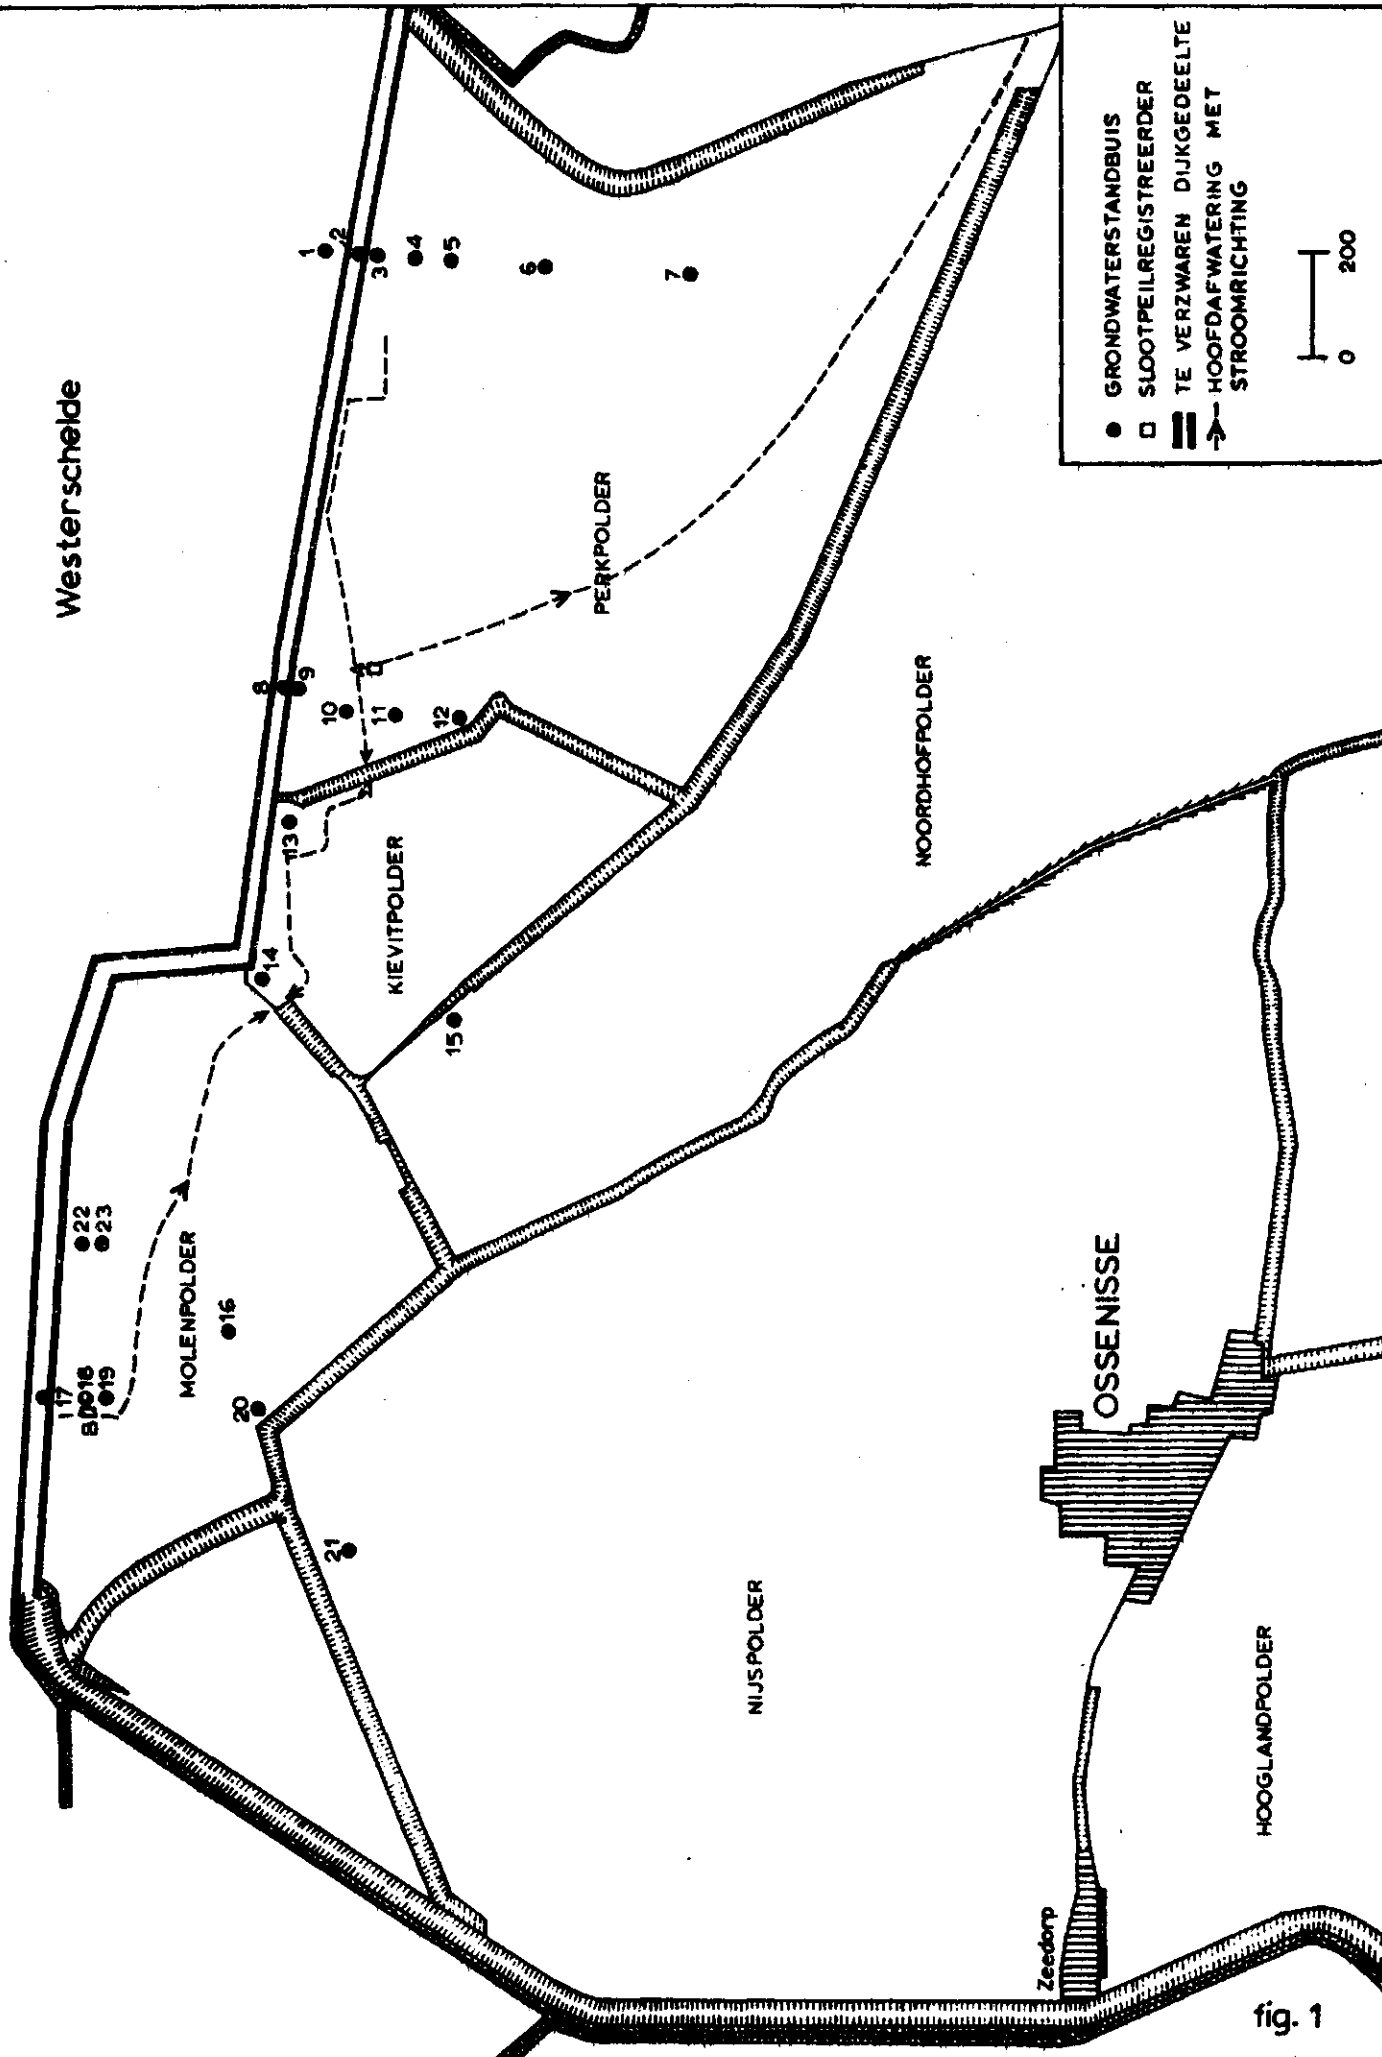 Westerschelde
1
2
3
4
5
6
7
8
9
10
11
12
13
14
15
16
17
18
19
20
21
22
23
MOLENPOLDER
KIEVITPOLDER
PERKPOLDER
NOORDHOFPOLDER
NIJSPOLDER
OSSENISSE
HOOGLANDPOLDER
Zeedorp
GRONDWATERSTANDBUIS
SLOOTPEILREGISTREERDER
TE VERZWAREN DIJKGEDEELTE
HOOFDAFWATERING MET
STROOMRICHTING
0 200
fig. 1